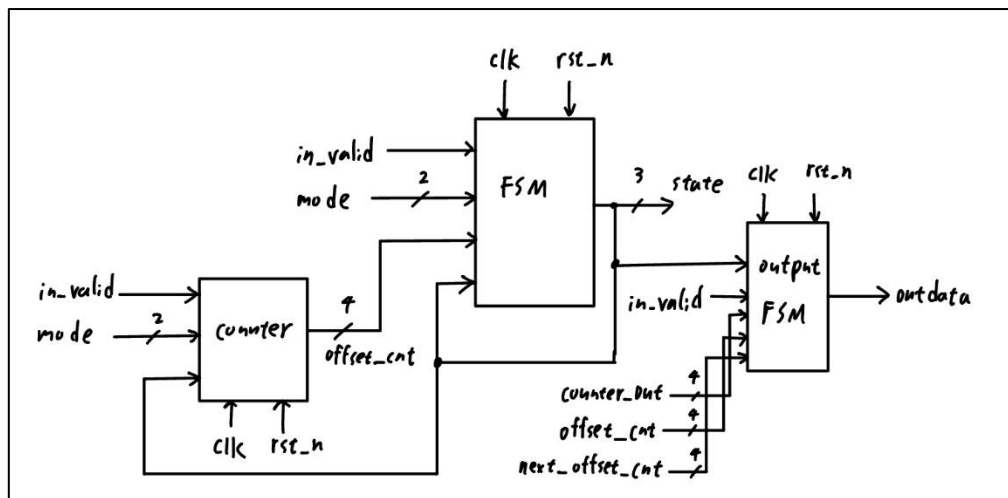 clk rst_n
in_valid
mode 2
FSM
3 state
clk rst_n
in_valid
mode 2
counter
4
offset_cnt
clk rst_n
output
FSM
in_valid
outdata
counter_out 4
offset_cnt 4
next_offset_cnt 4